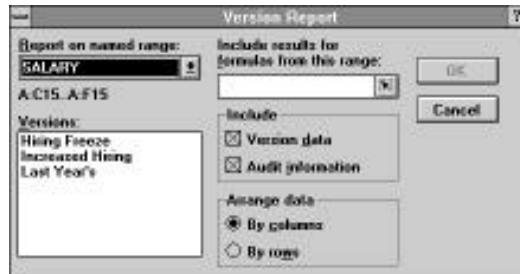 Version Report
?
Report on named range:
SALARY
A:C15..A:F15
Versions:
Hiring Freeze
Increased Hiring
Last Year's
Include results for
formulas from this range:
Include
Version data
Audit information
Arrange data
By columns
By rows
OK
Cancel